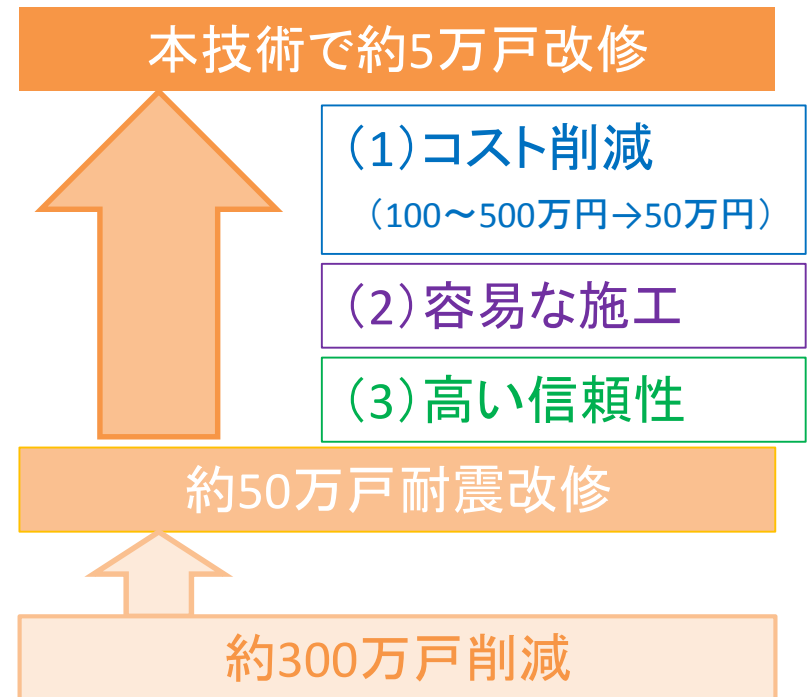 本技術で約5万戸改修
(1)コスト削減
(100~500万円→50万円)
(2)容易な施工
(3)高い信頼性
約50万戸耐震改修
約300万戸削減